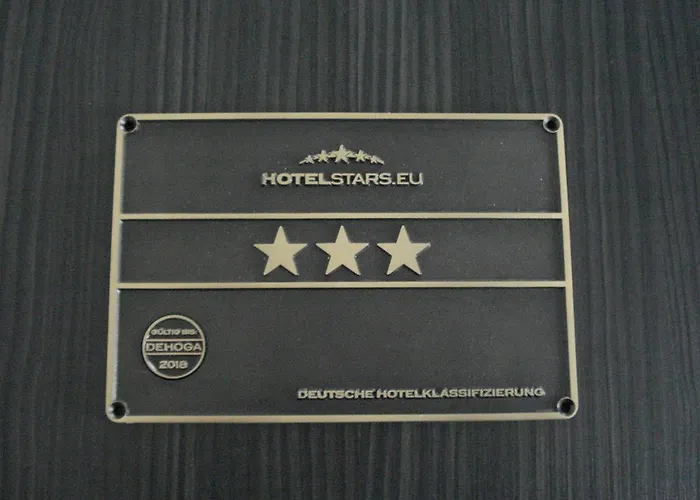 HOTELSTARS.EU
GÜLTIG BIS:
DEHOGA
2018
DEUTSCHE HOTELKLASSIFIZIERUNG